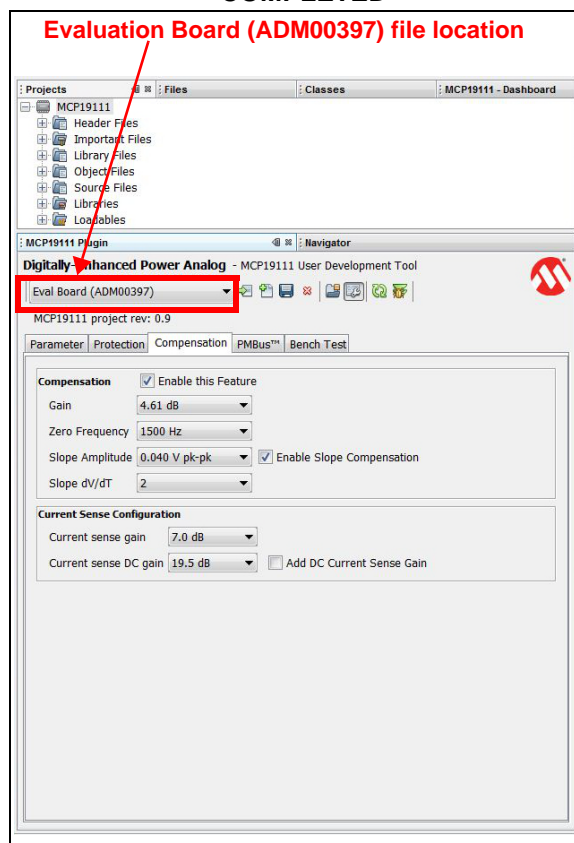 Evaluation Board (ADM00397) file location
Projects Files Classes MCP19111 - Dashboard
MCP19111
Header Files
Important Files
Library Files
Object Files
Source Files
Libraries
Loadables
MCP19111 Plugin Navigator
Digitally-Enhanced Power Analog - MCP19111 User Development Tool
Eval Board (ADM00397)
MCP19111 project rev: 0.9
Parameter Protection Compensation PMBus™ Bench Test
Compensation Enable this Feature
Gain 4.61 dB
Zero Frequency 1500 Hz
Slope Amplitude 0.040 V pk-pk Enable Slope Compensation
Slope dV/dT 2
Current Sense Configuration
Current sense gain 7.0 dB
Current sense DC gain 19.5 dB Add DC Current Sense Gain